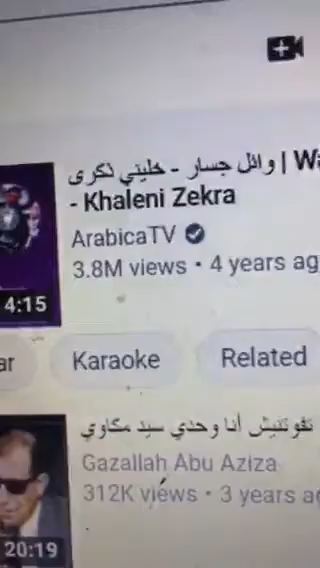 وائل جسار - خليني ذكرى | Wa
- Khaleni Zekra
ArabicaTV
3.8M views • 4 years ag
4:15
ar
Karaoke
Related
تفوتنيش أنا وحدي سيد مكاوي
Gazallah Abu Aziza
312K views • 3 years a
20:19